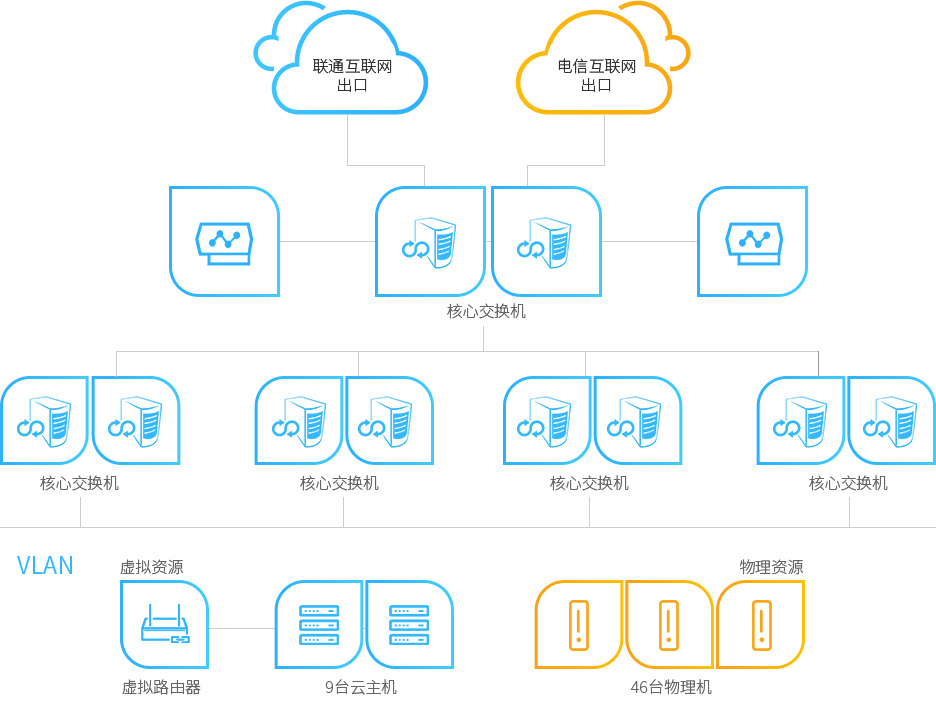 联通互联网
出口
电信互联网
出口
核心交换机
核心交换机
核心交换机
核心交换机
核心交换机
VLAN
虚拟资源
物理资源
虚拟路由器
9台云主机
46台物理机